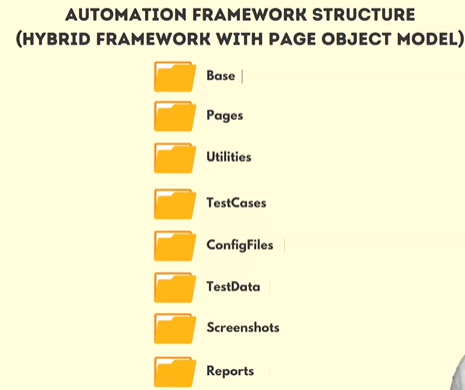 AUTOMATION FRAMEWORK STRUCTURE
(HYBRID FRAMEWORK WITH PAGE OBJECT MODEL)
Base
Pages
Utilities
TestCases
ConfigFiles
TestData
Screenshots
Reports